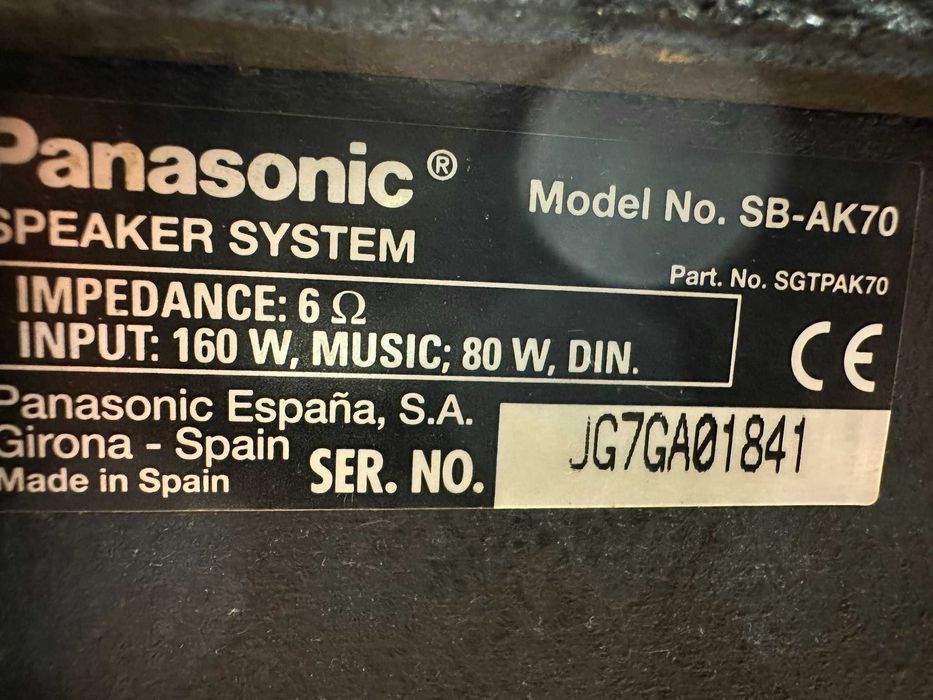 Panasonic®
SPEAKER SYSTEM
Model No. SB-AK70
Part. No. SGTPAK70
IMPEDANCE: 6 Ω
INPUT: 160 W, MUSIC; 80 W, DIN.
CE
Panasonic España, S.A.
Girona - Spain
Made in Spain
SER. NO.
JG7GA01841